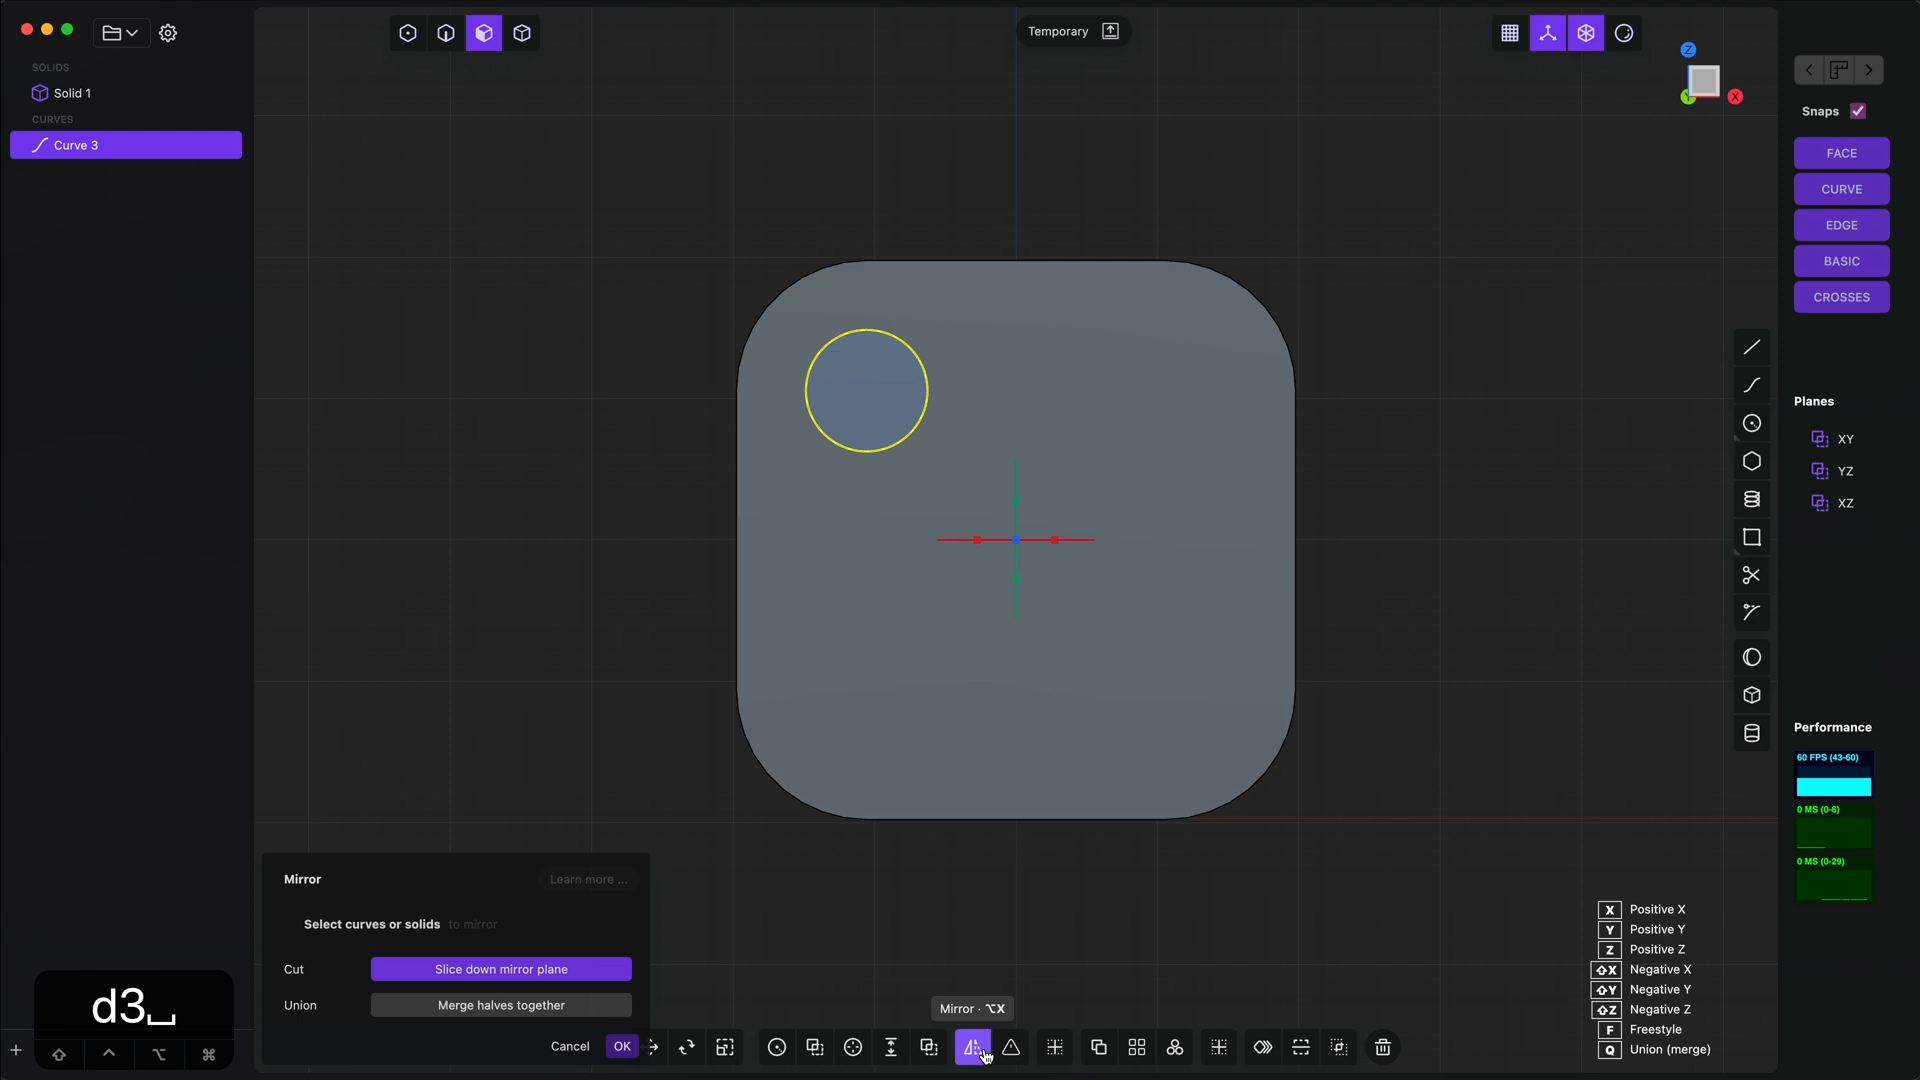 Temporary
SOLIDS
Solid 1
CURVES
Curve 3
Z
X
Y
Snaps
FACE
CURVE
EDGE
BASIC
CROSSES
Planes
XY
YZ
XZ
Performance
60 FPS (43-60)
0 MS (0-6)
0 MS (0-29)
Mirror
Learn more ...
Select curves or solids to mirror
Cut
Slice down mirror plane
Union
Merge halves together
Cancel
OK
Mirror · ⌥X
d3⎵
⇧ ⌃ ⌥ ⌘
X Positive X
Y Positive Y
Z Positive Z
⇧X Negative X
⇧Y Negative Y
⇧Z Negative Z
F Freestyle
Q Union (merge)